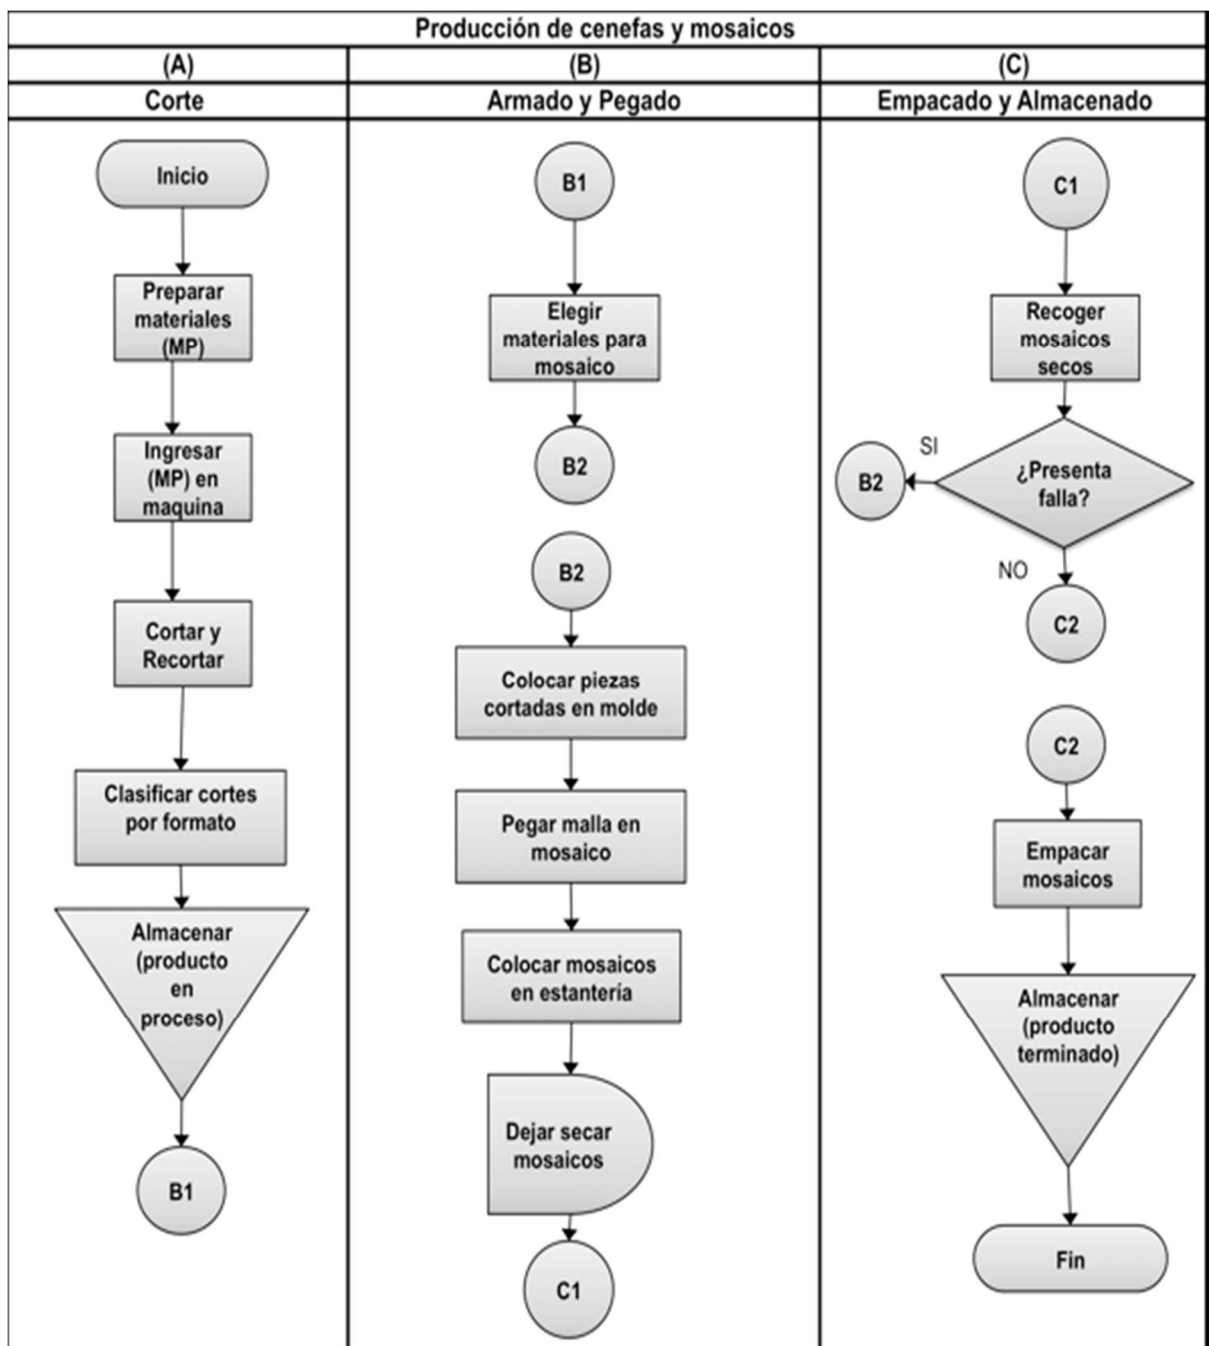 Producción de cenefas y mosaicos
(A)
Corte
Inicio
Preparar
materiales
(MP)
Ingresar
(MP) en
maquina
Cortar y
Recortar
Clasificar cortes
por formato
Almacenar
(producto
en
proceso)
B1
(B)
Armado y Pegado
B1
Elegir
materiales para
mosaico
B2
B2
Colocar piezas
cortadas en molde
Pegar malla en
mosaico
Colocar mosaicos
en estantería
Dejar secar
mosaicos
C1
(C)
Empacado y Almacenado
C1
Recoger
mosaicos
secos
¿Presenta
falla?
SI
B2
NO
C2
C2
Empacar
mosaicos
Almacenar
(producto
terminado)
Fin